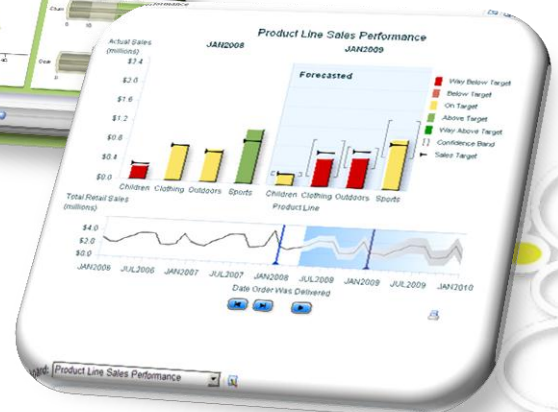 Product Line Sales Performance
Actual Sales
(millions)
JAN2008
JAN2009
$2.4
$2.0
$1.6
$1.2
$0.8
$0.4
$0.0
Forecasted
Way Below Target
Below Target
On Target
Above Target
Way Above Target
Confidence Band
Sales Target
Children Clothing Outdoors Sports
Children Clothing Outdoors Sports
Product Line
Total Retail Sales
(millions)
$4.0
$2.0
$0.0
JAN2006 JUL2006 JAN2007 JUL2007 JAN2008 JUL2008 JAN2009 JUL2009 JAN2010
Date Order Was Delivered
Product Line Sales Performance